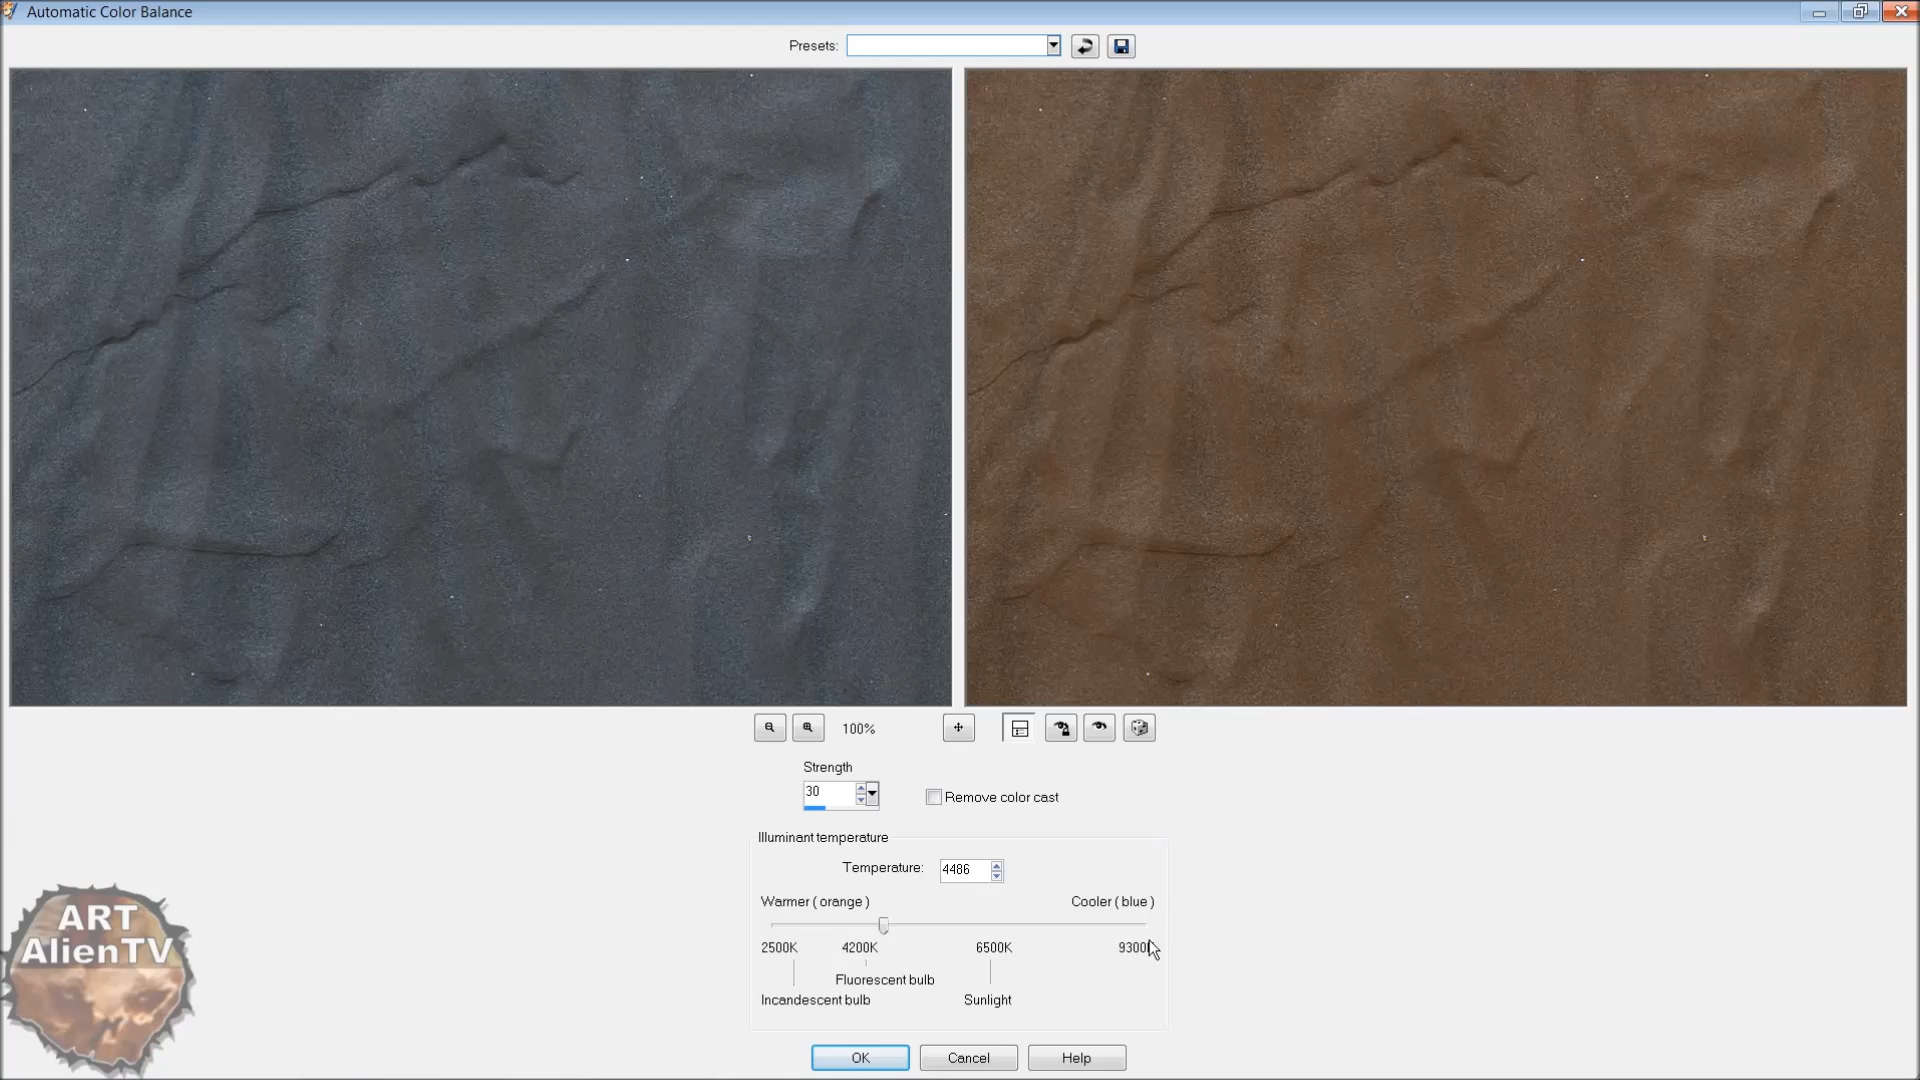 Automatic Color Balance
Presets:
100%
Strength
30
Remove color cast
Illuminant temperature
Temperature: 4486
Warmer ( orange ) Cooler ( blue )
2500K 4200K 6500K 9300
Fluorescent bulb
Incandescent bulb Sunlight
ART
AlienTV
OK Cancel Help